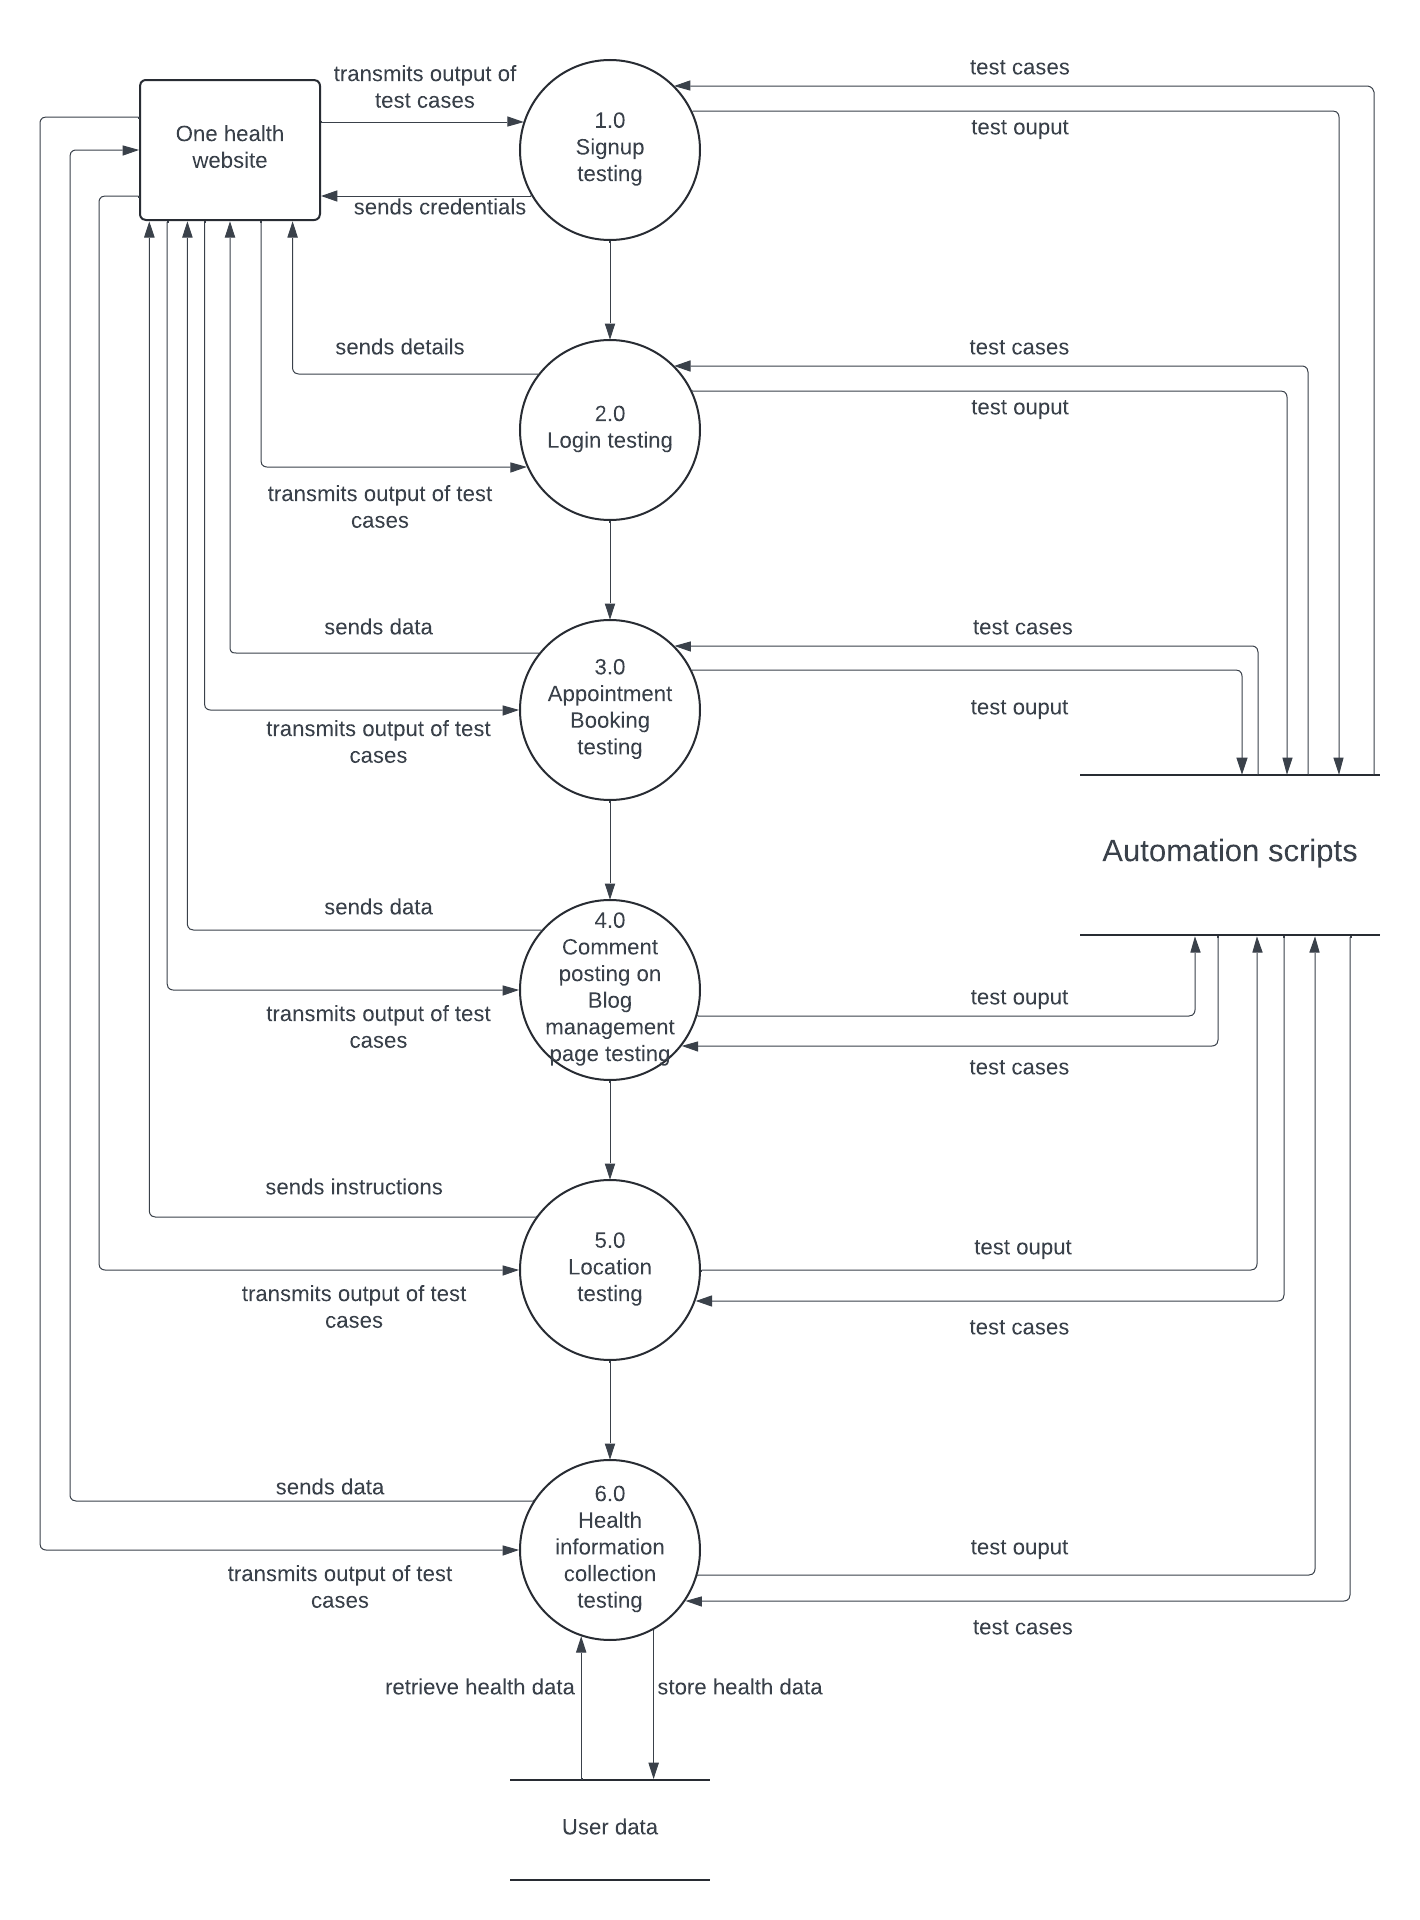 transmits output of
test cases
test cases
One health
website
1.0
Signup
testing
test ouput
sends credentials
sends details
test cases
2.0
Login testing
test ouput
transmits output of test
cases
sends data
test cases
3.0
Appointment
Booking
testing
test ouput
transmits output of test
cases
Automation scripts
sends data
4.0
Comment
posting on
Blog
management
page testing
test ouput
transmits output of test
cases
test cases
sends instructions
5.0
Location
testing
test ouput
transmits output of test
cases
test cases
sends data
6.0
Health
information
collection
testing
test ouput
transmits output of test
cases
test cases
retrieve health data
store health data
User data